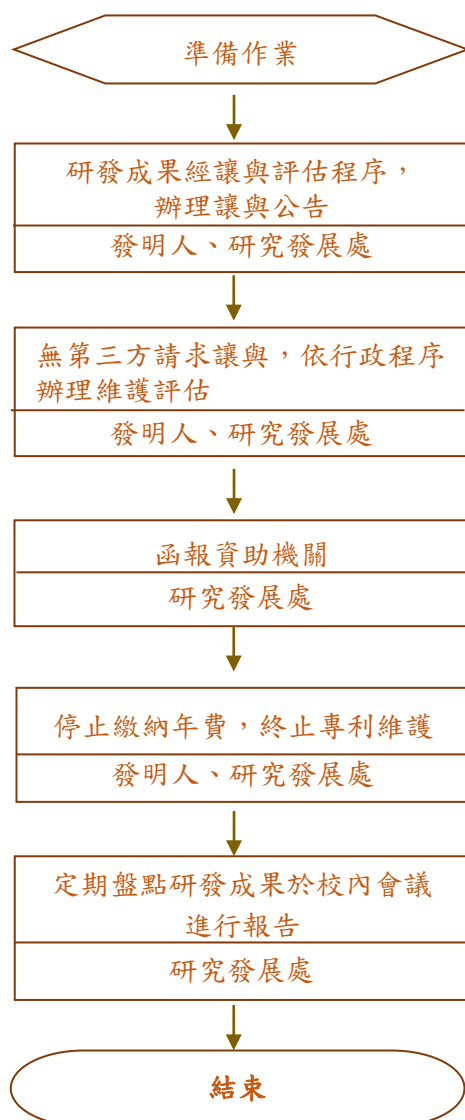 準備作業
研發成果經讓與評估程序，
辦理讓與公告
發明人、研究發展處
無第三方請求讓與，依行政程序
辦理維護評估
發明人、研究發展處
函報資助機關
研究發展處
停止繳納年費，終止專利維護
發明人、研究發展處
定期盤點研發成果於校內會議
進行報告
研究發展處
結束